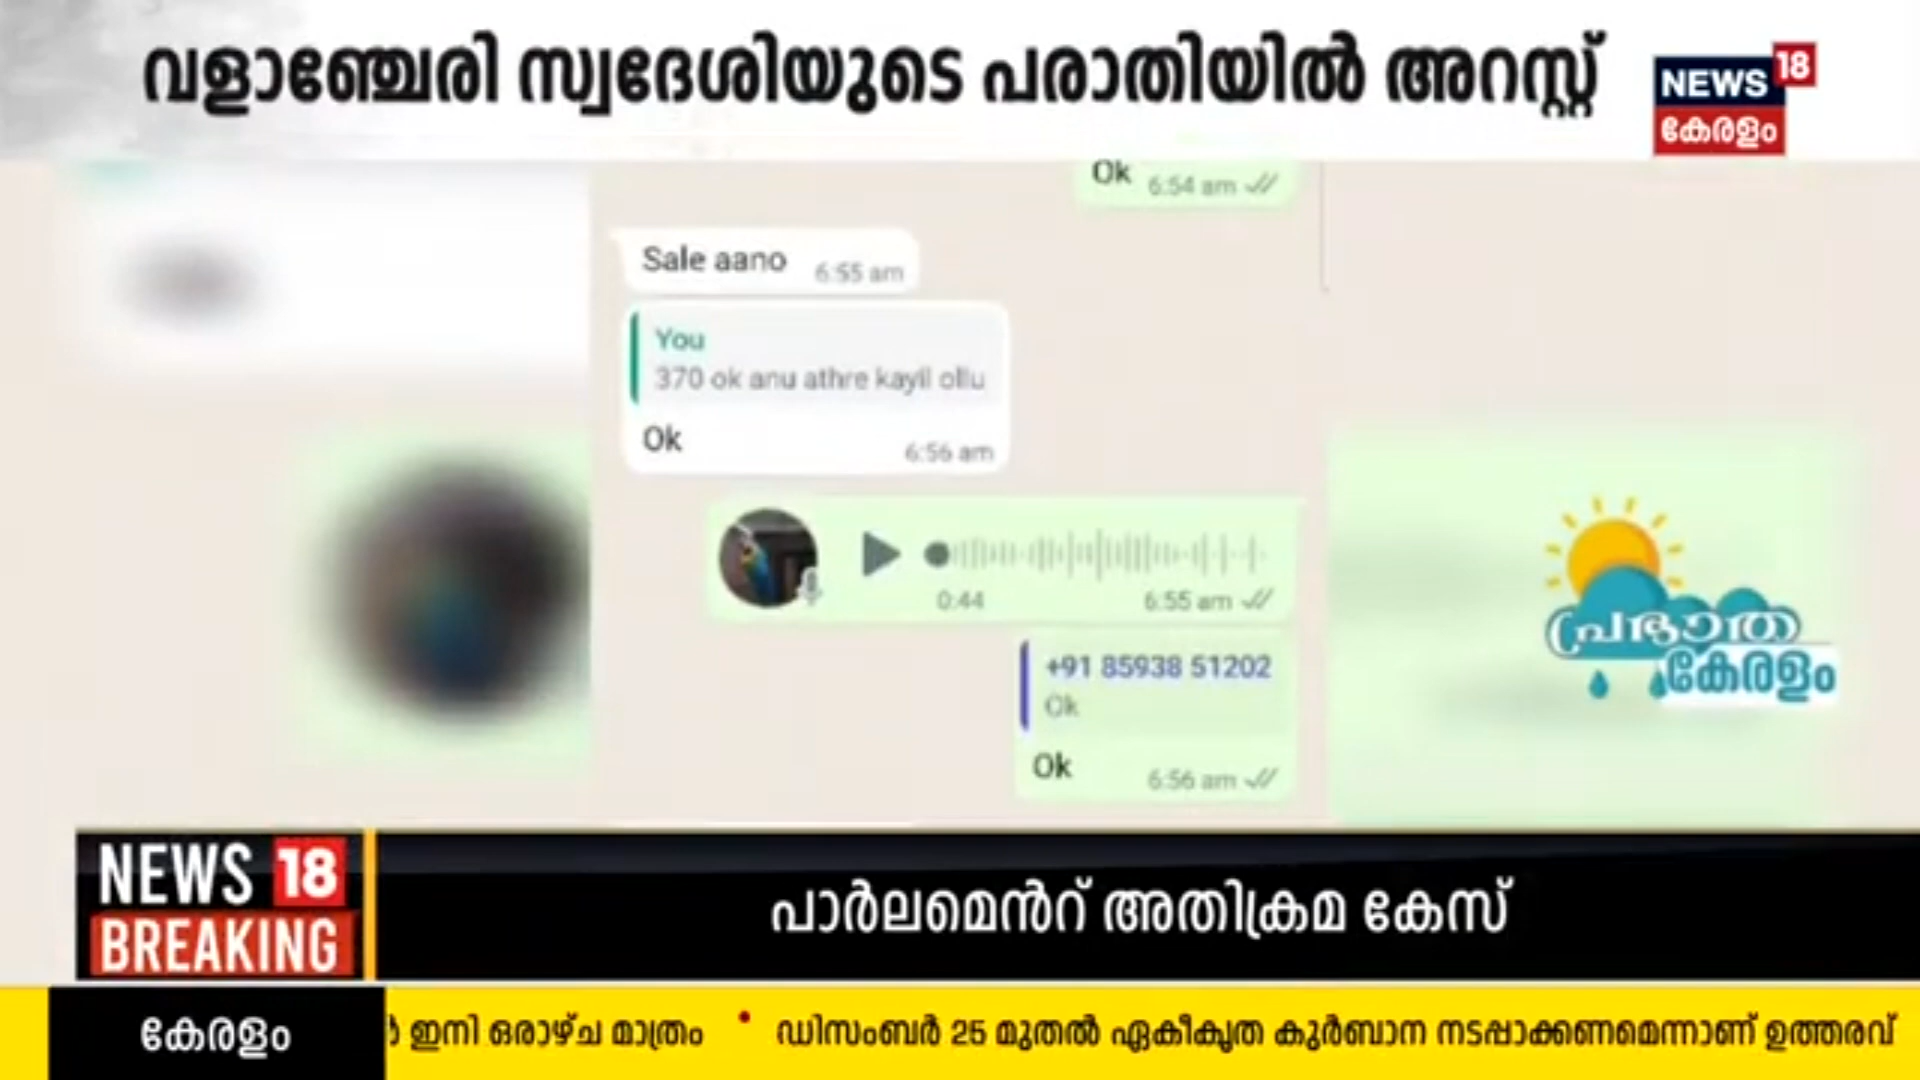 വളാഞ്ചേരി സ്വദേശിയുടെ പരാതിയിൽ അറസ്റ്റ്
NEWS 18
കേരളം
Ok 6:54 am
Sale aano 6:55 am
You
370 ok anu athre kayil ollu
Ok 6:56 am
0:44 6:55 am
+91 85938 51202
Ok
Ok 6:56 am
പ്രഭാത
കേരളം
NEWS 18
BREAKING
പാർലമെൻറ് അതിക്രമ കേസ്
കേരളം
ഇനി ഒരാഴ്ച മാത്രം • ഡിസംബർ 25 മുതൽ ഏകീകൃത കുർബാന നടപ്പാക്കണമെന്നാണ് ഉത്തരവ്